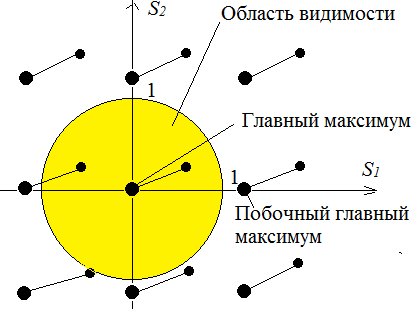 S2
Область видимости
1
Главный максимум
S1
1
Побочный главный
максимум